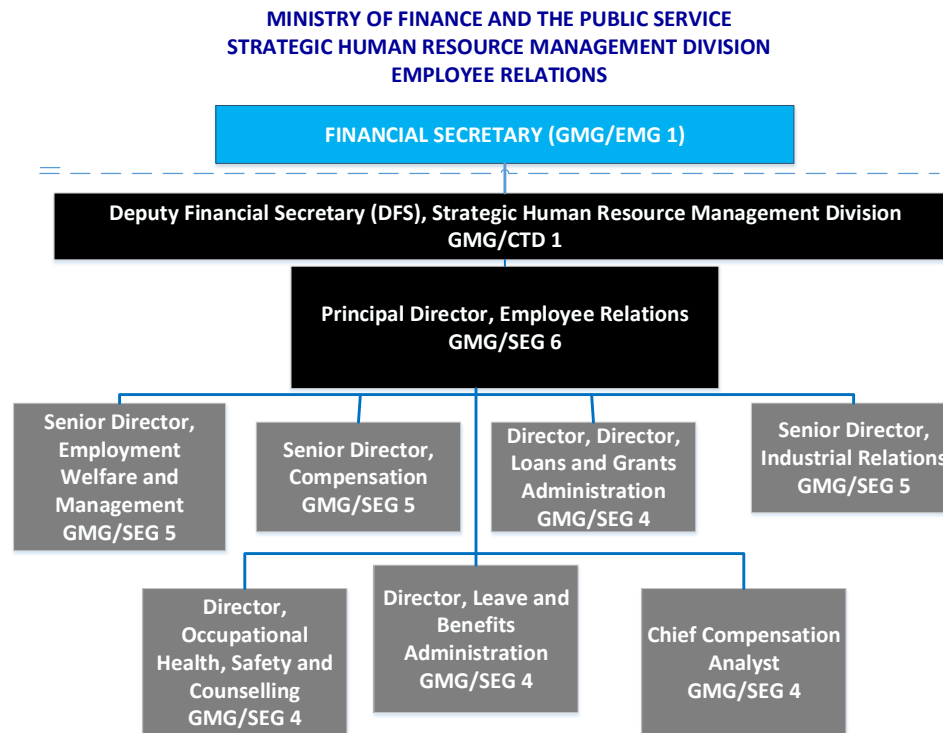 MINISTRY OF FINANCE AND THE PUBLIC SERVICE
STRATEGIC HUMAN RESOURCE MANAGEMENT DIVISION
EMPLOYEE RELATIONS
FINANCIAL SECRETARY (GMG/EMG 1)
Deputy Financial Secretary (DFS), Strategic Human Resource Management Division
GMG/CTD 1
Principal Director, Employee Relations
GMG/SEG 6
Senior Director,
Employment
Welfare and
Management
GMG/SEG 5
Senior Director,
Compensation
GMG/SEG 5
Director, Director,
Loans and Grants
Administration
GMG/SEG 4
Senior Director,
Industrial Relations
GMG/SEG 5
Director,
Occupational
Health, Safety and
Counselling
GMG/SEG 4
Director, Leave and
Benefits
Administration
GMG/SEG 4
Chief Compensation
Analyst
GMG/SEG 4